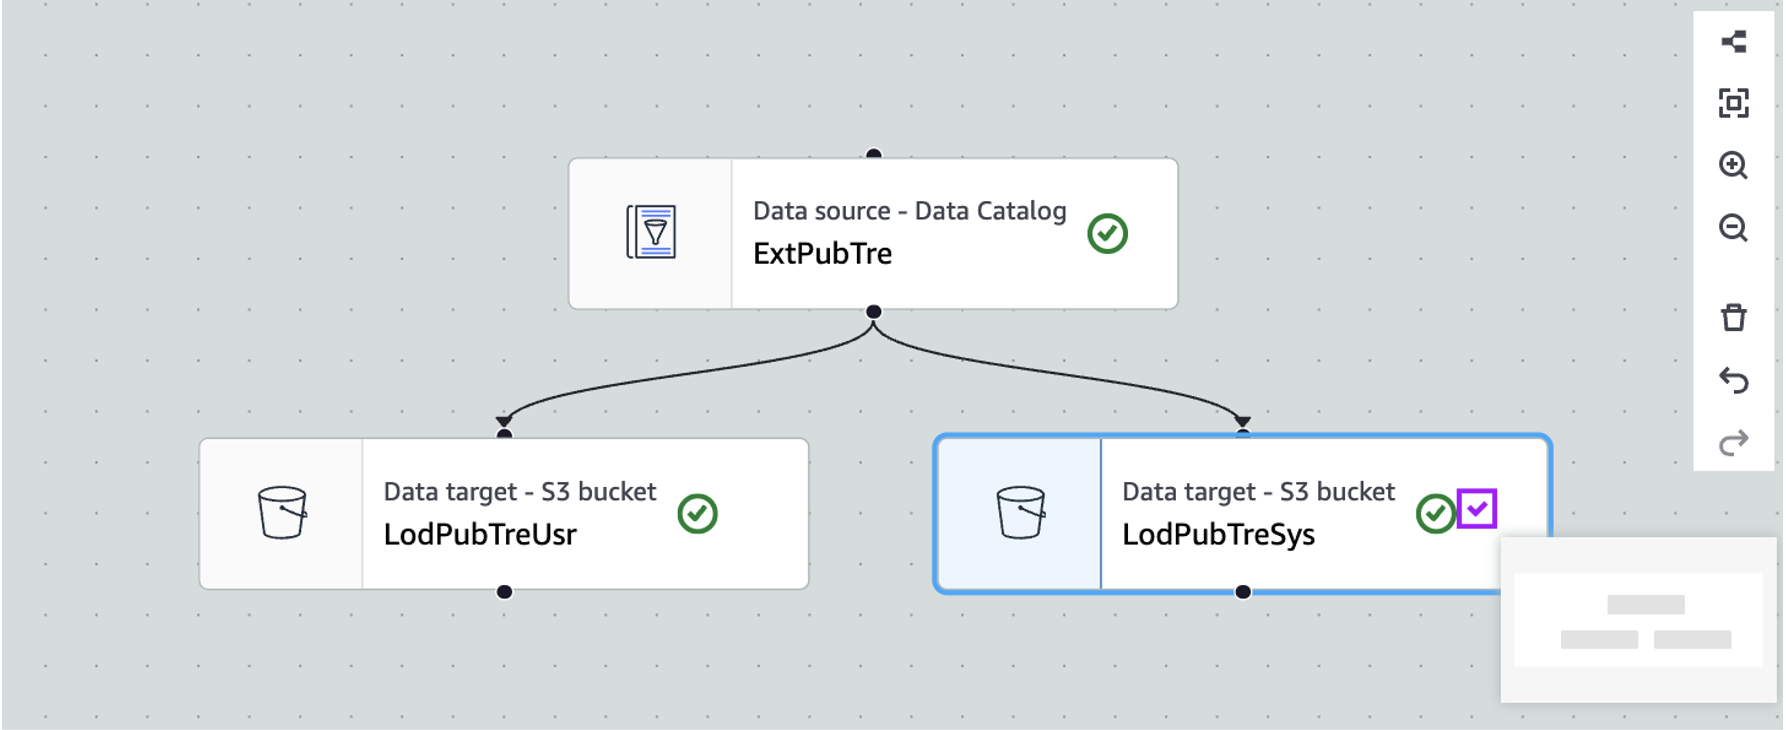 Data source - Data Catalog
ExtPubTre
Data target - S3 bucket
LodPubTreUsr
Data target - S3 bucket
LodPubTreSys